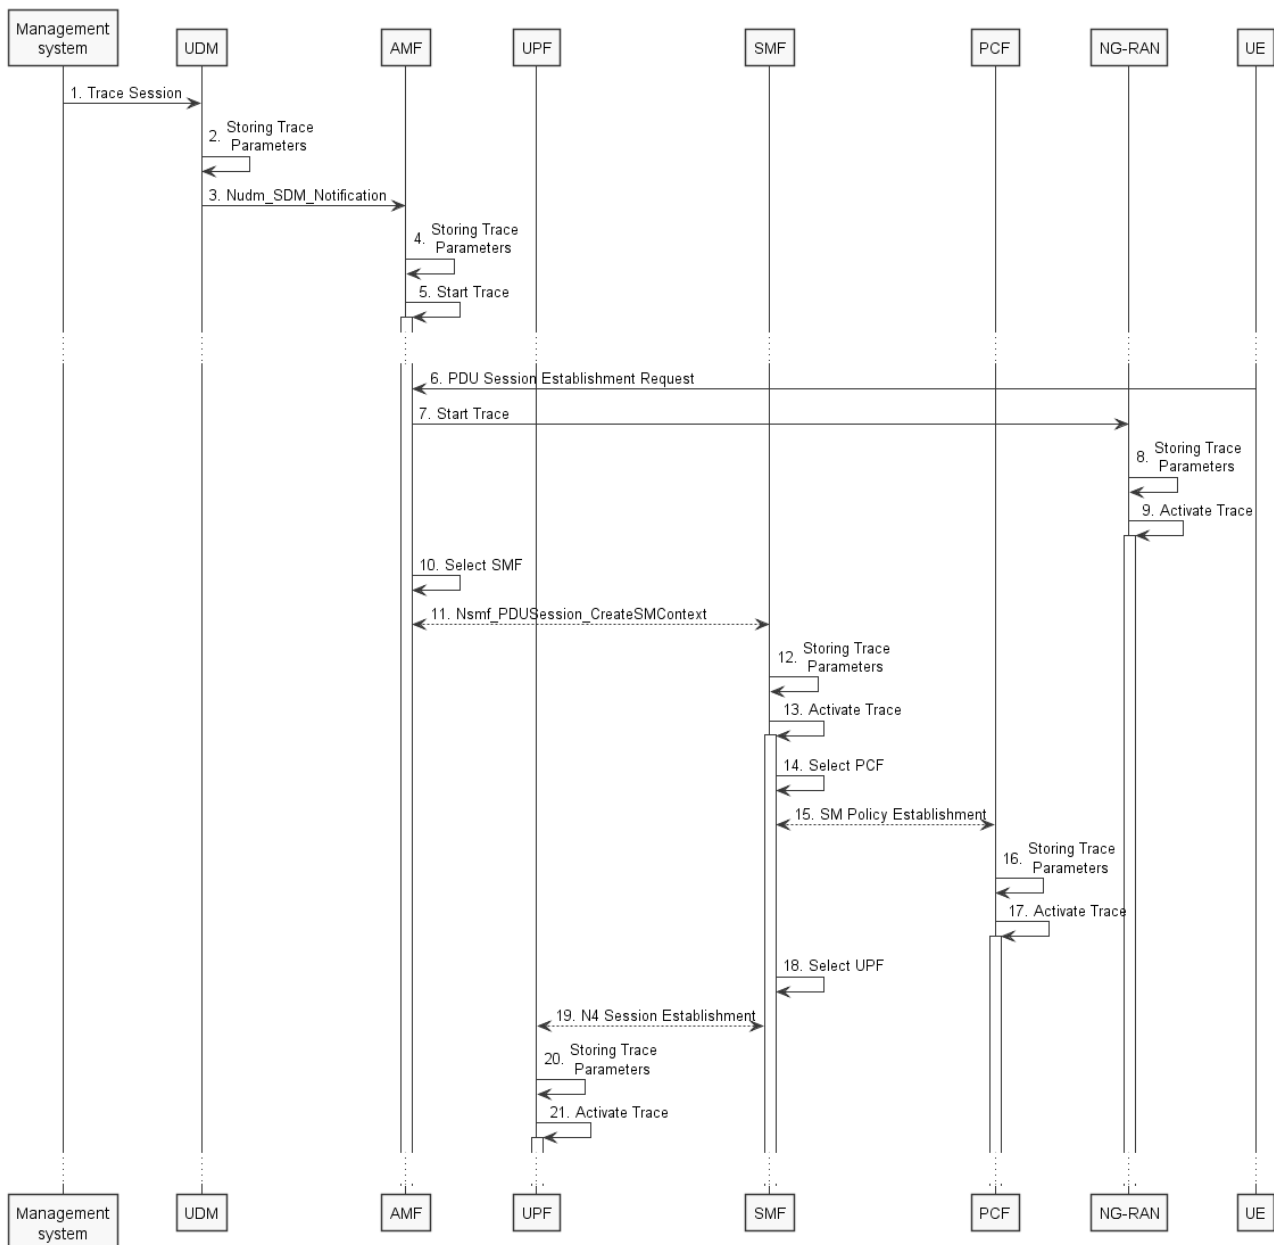 Management
system
UDM
AMF
UPF
SMF
PCF
NG-RAN
UE
1. Trace Session
2. Storing Trace
Parameters
3. Nudm_SDM_Notification
4. Storing Trace
Parameters
5. Start Trace
6. PDU Session Establishment Request
7. Start Trace
8. Storing Trace
Parameters
9. Activate Trace
10. Select SMF
11. Nsmf_PDUSession_CreateSMContext
12. Storing Trace
Parameters
13. Activate Trace
14. Select PCF
15. SM Policy Establishment
16. Storing Trace
Parameters
17. Activate Trace
18. Select UPF
19. N4 Session Establishment
20. Storing Trace
Parameters
21. Activate Trace
Management
system
UDM
AMF
UPF
SMF
PCF
NG-RAN
UE